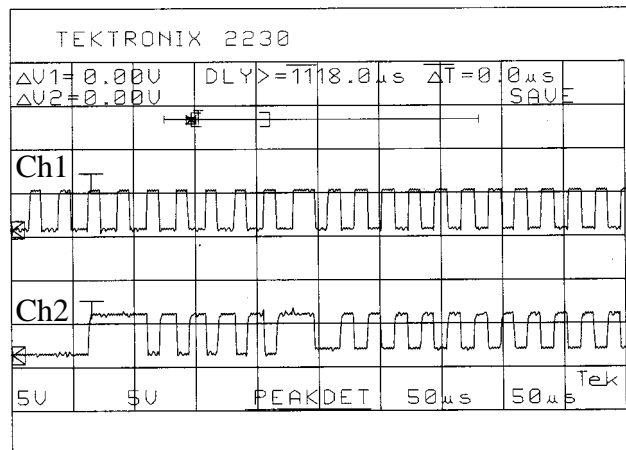 TEKTRONIX 2230
ΔV1=0.00V DLY>=1118.0µs ΔT=0.0µs
ΔV2=0.00V SAVE
Ch1
Ch2
Tek
5V 5V PEAKDET 50µs 50µs